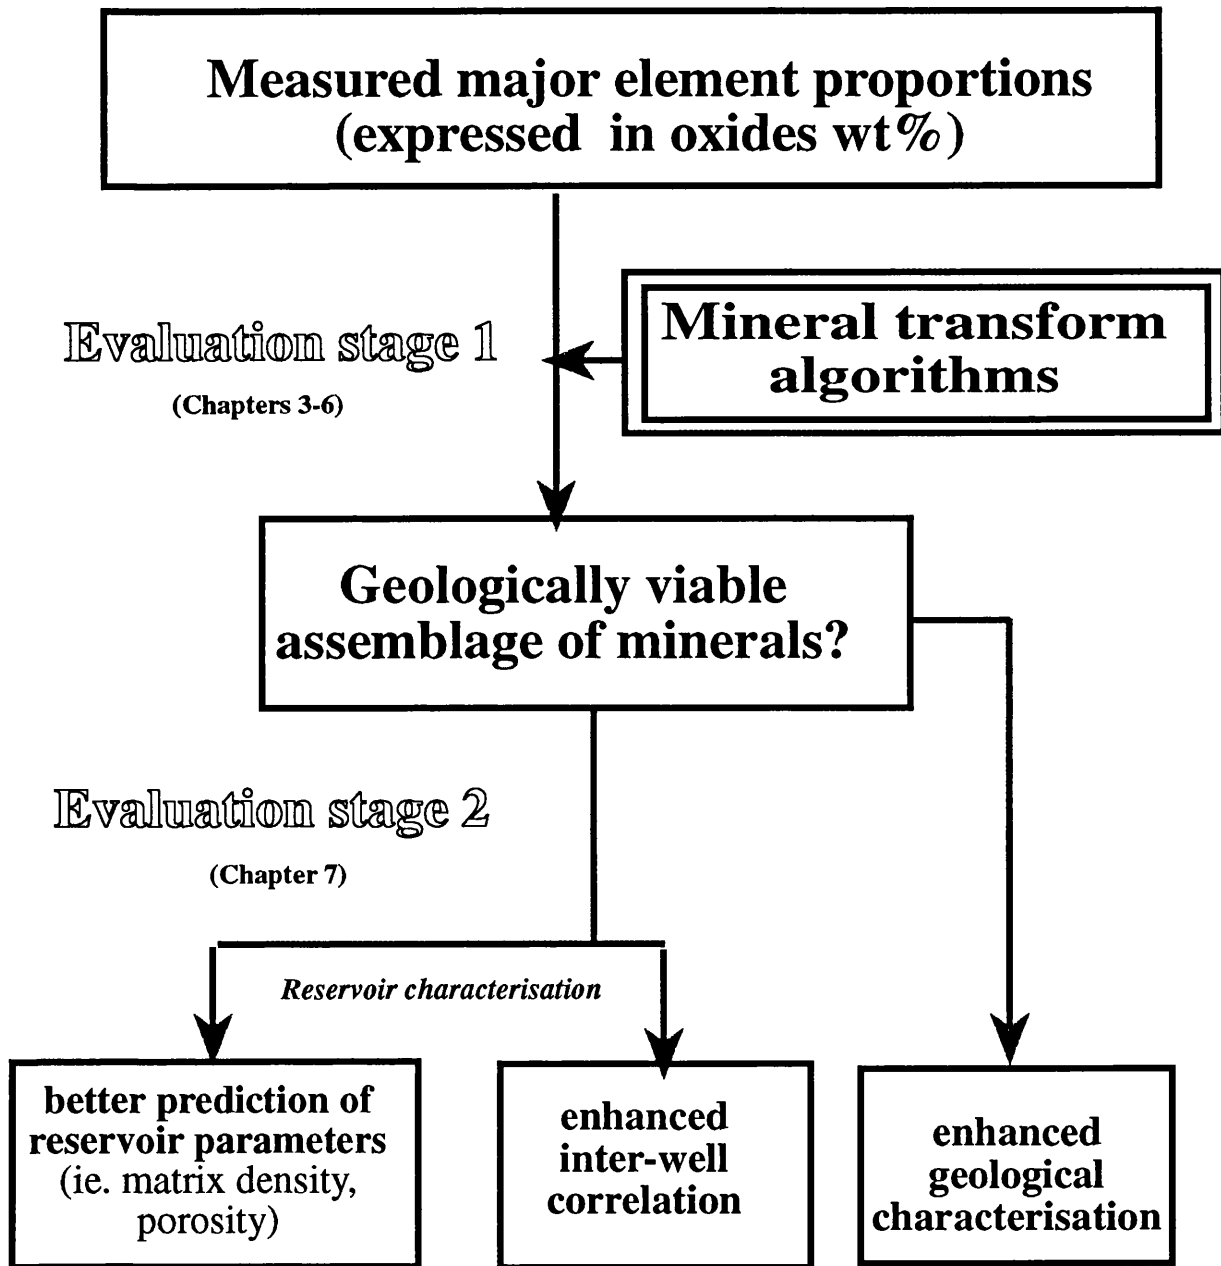 Measured major element proportions
(expressed in oxides wt%)
Mineral transform
algorithms
Evaluation stage 1
(Chapters 3-6)
Geologically viable
assemblage of minerals?
Evaluation stage 2
(Chapter 7)
Reservoir characterisation
better prediction of
reservoir parameters
(ie. matrix density,
porosity)
enhanced
inter-well
correlation
enhanced
geological
characterisation